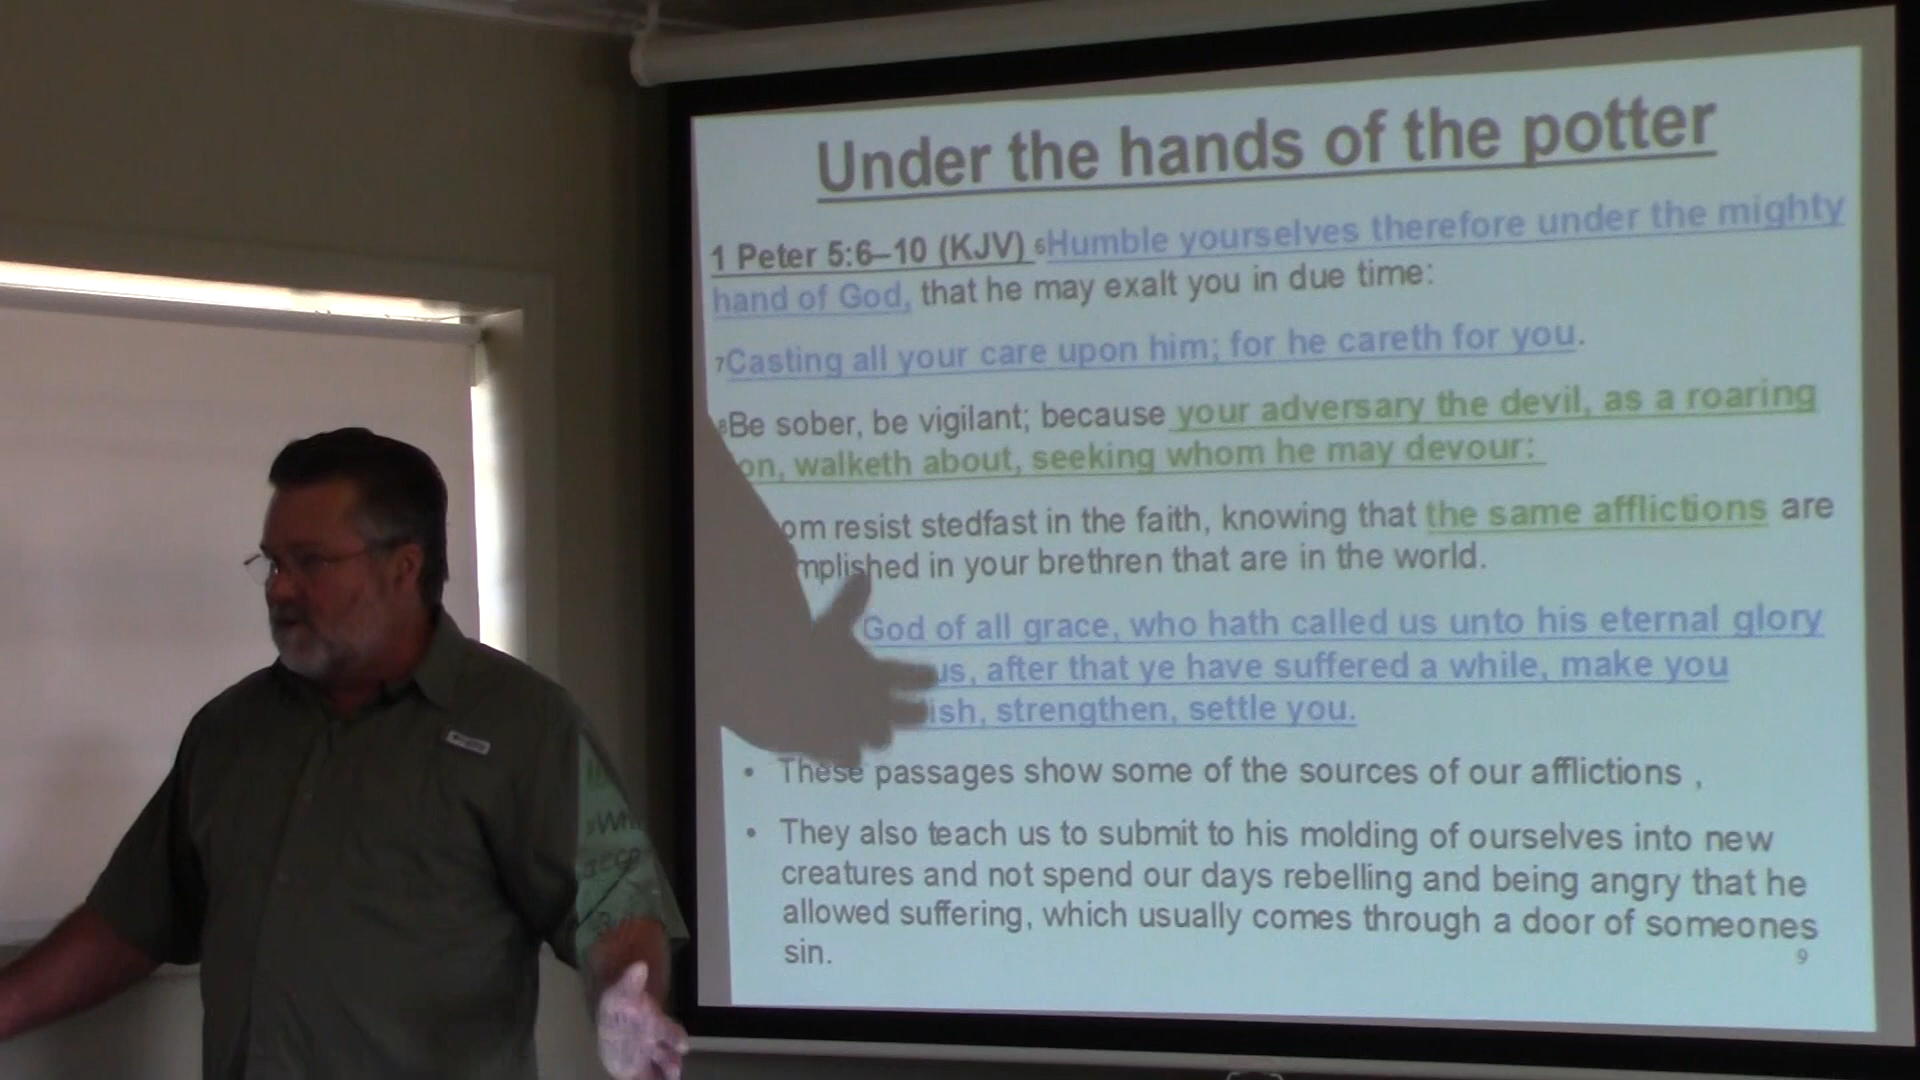 Under the hands of the potter
1 Peter 5:6–10 (KJV) 6Humble yourselves therefore under the mighty
hand of God, that he may exalt you in due time:
7Casting all your care upon him; for he careth for you.
8Be sober, be vigilant; because your adversary the devil, as a roaring
on, walketh about, seeking whom he may devour:
om resist stedfast in the faith, knowing that the same afflictions are
mplished in your brethren that are in the world.
God of all grace, who hath called us unto his eternal glory
us, after that ye have suffered a while, make you
ish, strengthen, settle you.
• These passages show some of the sources of our afflictions ,
• They also teach us to submit to his molding of ourselves into new
creatures and not spend our days rebelling and being angry that he
allowed suffering, which usually comes through a door of someones
sin.
9